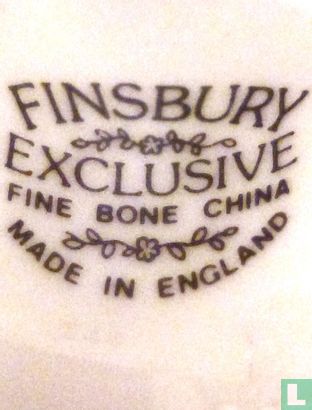 FINSBURY
EXCLUSIVE
FINE BONE CHINA
MADE IN ENGLAND
L